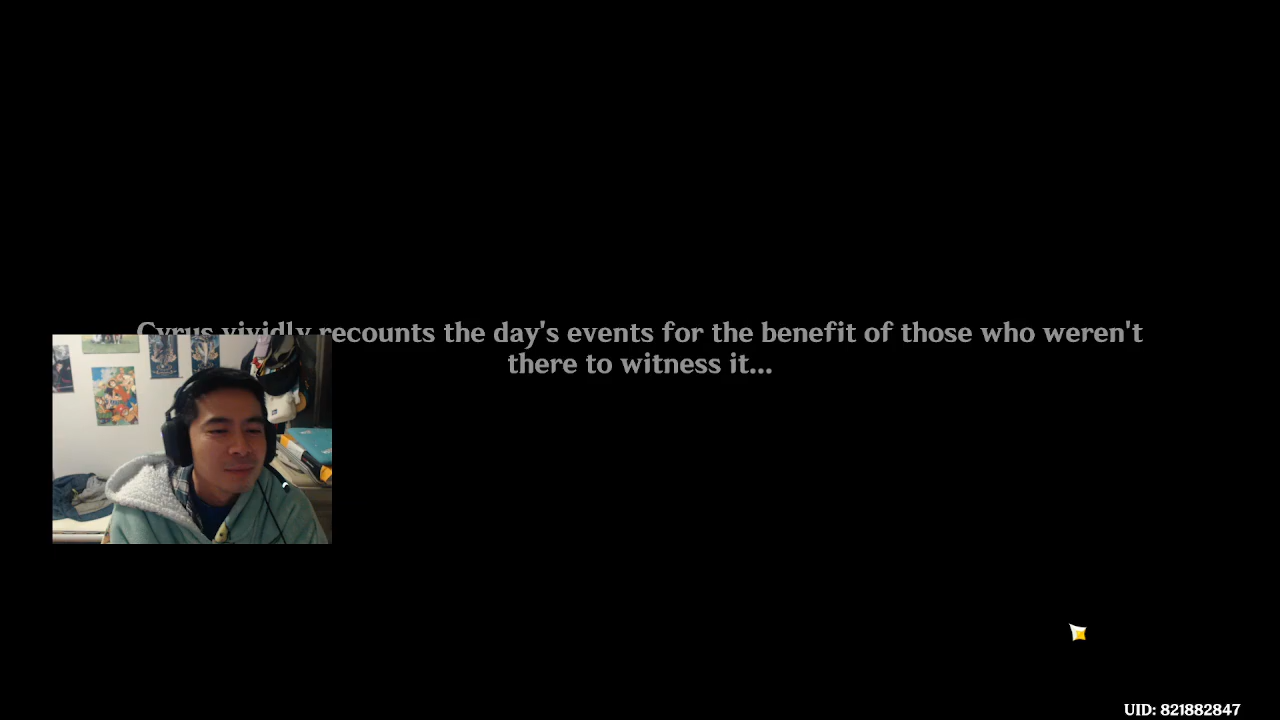 Cyrus vividly recounts the day's events for the benefit of those who weren't
there to witness it...
UID: 821882847